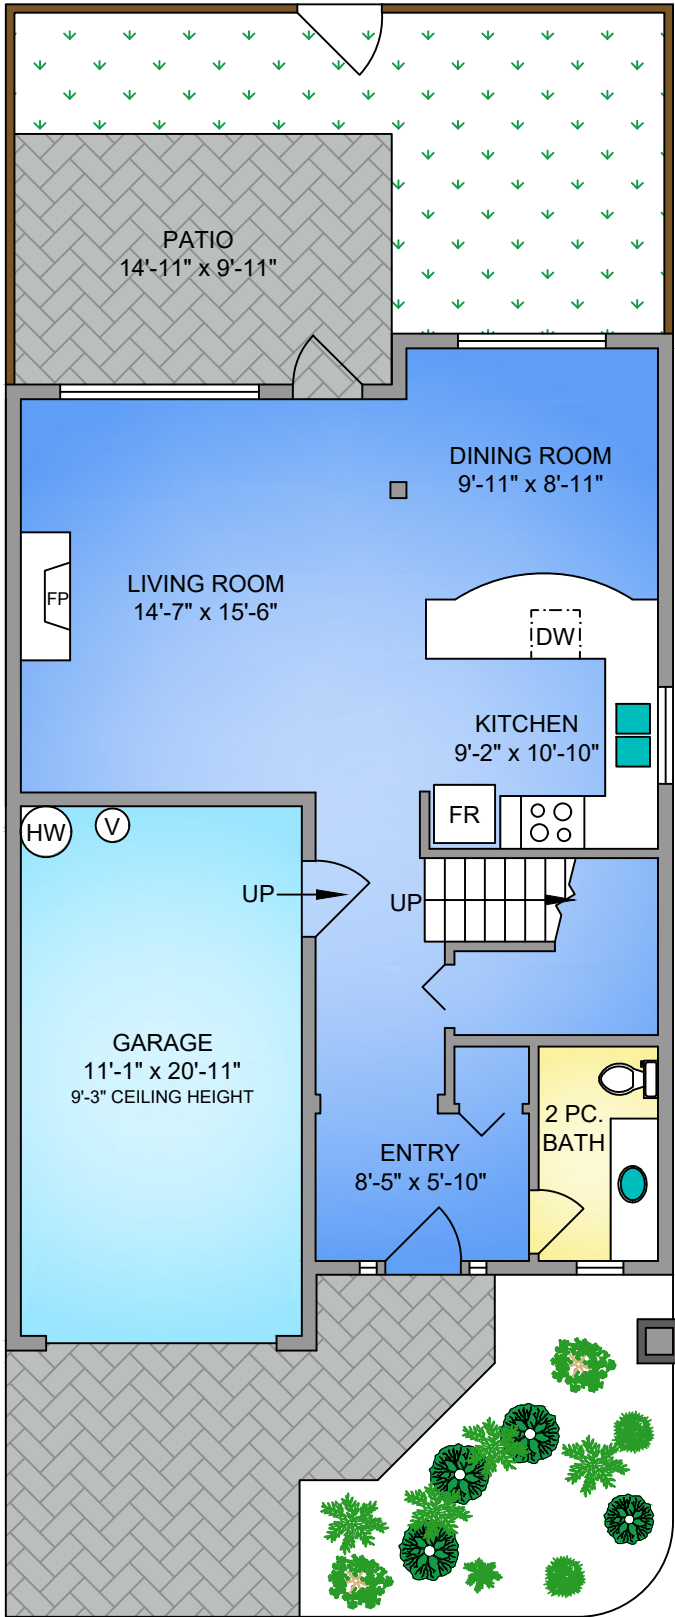 PATIO
14'-11" x 9'-11"
DINING ROOM
9'-11" x 8'-11"
LIVING ROOM
14'-7" x 15'-6"
FP
DW
KITCHEN
9'-2" x 10'-10"
FR
HW
V
UP
UP
GARAGE
11'-1" x 20'-11"
9'-3" CEILING HEIGHT
2 PC.
BATH
ENTRY
8'-5" x 5'-10"